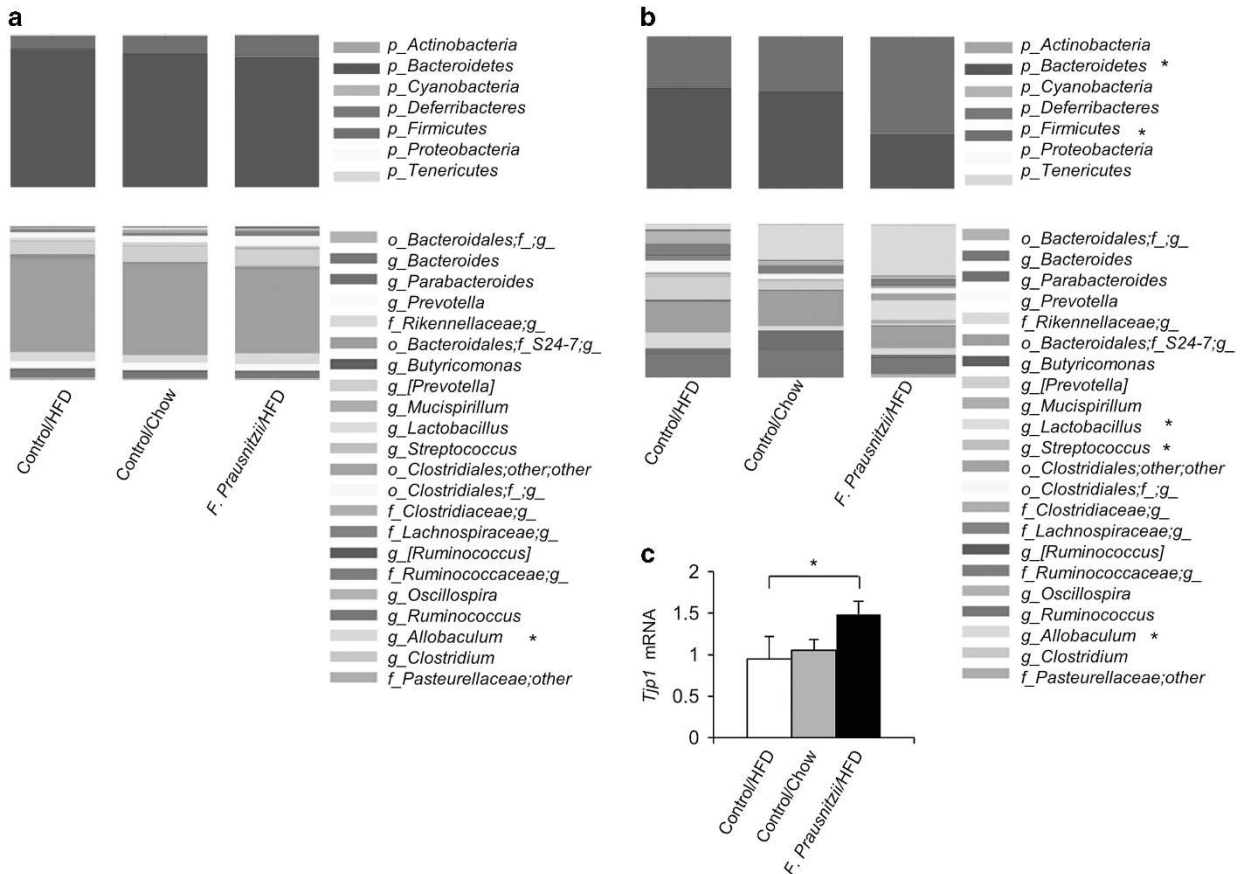 a
p_Actinobacteria
p_Bacteroidetes
p_Cyanobacteria
p_Deferribacteres
p_Firmicutes
p_Proteobacteria
p_Tenericutes
o_Bacteroidales;f_;g_
g_Bacteroides
g_Parabacteroides
g_Prevotella
f_Rikennellaceae;g_
o_Bacteroidales;f_S24-7;g_
g_Butyricomonas
g_[Prevotella]
g_Mucispirillum
g_Lactobacillus
g_Streptococcus
o_Clostridiales;other;other
o_Clostridiales;f_;g_
f_Clostridiaceae;g_
f_Lachnospiraceae;g_
g_[Ruminococcus]
f_Ruminococcaceae;g_
g_Oscillospira
g_Ruminococcus
g_Allobaculum *
g_Clostridium
f_Pasteurellaceae;other
Control/HFD
Control/Chow
F. Prausnitzii/HFD
b
p_Actinobacteria
p_Bacteroidetes *
p_Cyanobacteria
p_Deferribacteres
p_Firmicutes *
p_Proteobacteria
p_Tenericutes
o_Bacteroidales;f_;g_
g_Bacteroides
g_Parabacteroides
g_Prevotella
f_Rikennellaceae;g_
o_Bacteroidales;f_S24-7;g_
g_Butyricomonas
g_[Prevotella]
g_Mucispirillum
g_Lactobacillus *
g_Streptococcus *
o_Clostridiales;other;other
o_Clostridiales;f_;g_
f_Clostridiaceae;g_
f_Lachnospiraceae;g_
g_[Ruminococcus]
f_Ruminococcaceae;g_
g_Oscillospira
g_Ruminococcus
g_Allobaculum *
g_Clostridium
f_Pasteurellaceae;other
Control/HFD
Control/Chow
F. Prausnitzii/HFD
c
*
2
1.5
1
0.5
0
Tjp1 mRNA
Control/HFD
Control/Chow
F. Prausnitzii/HFD